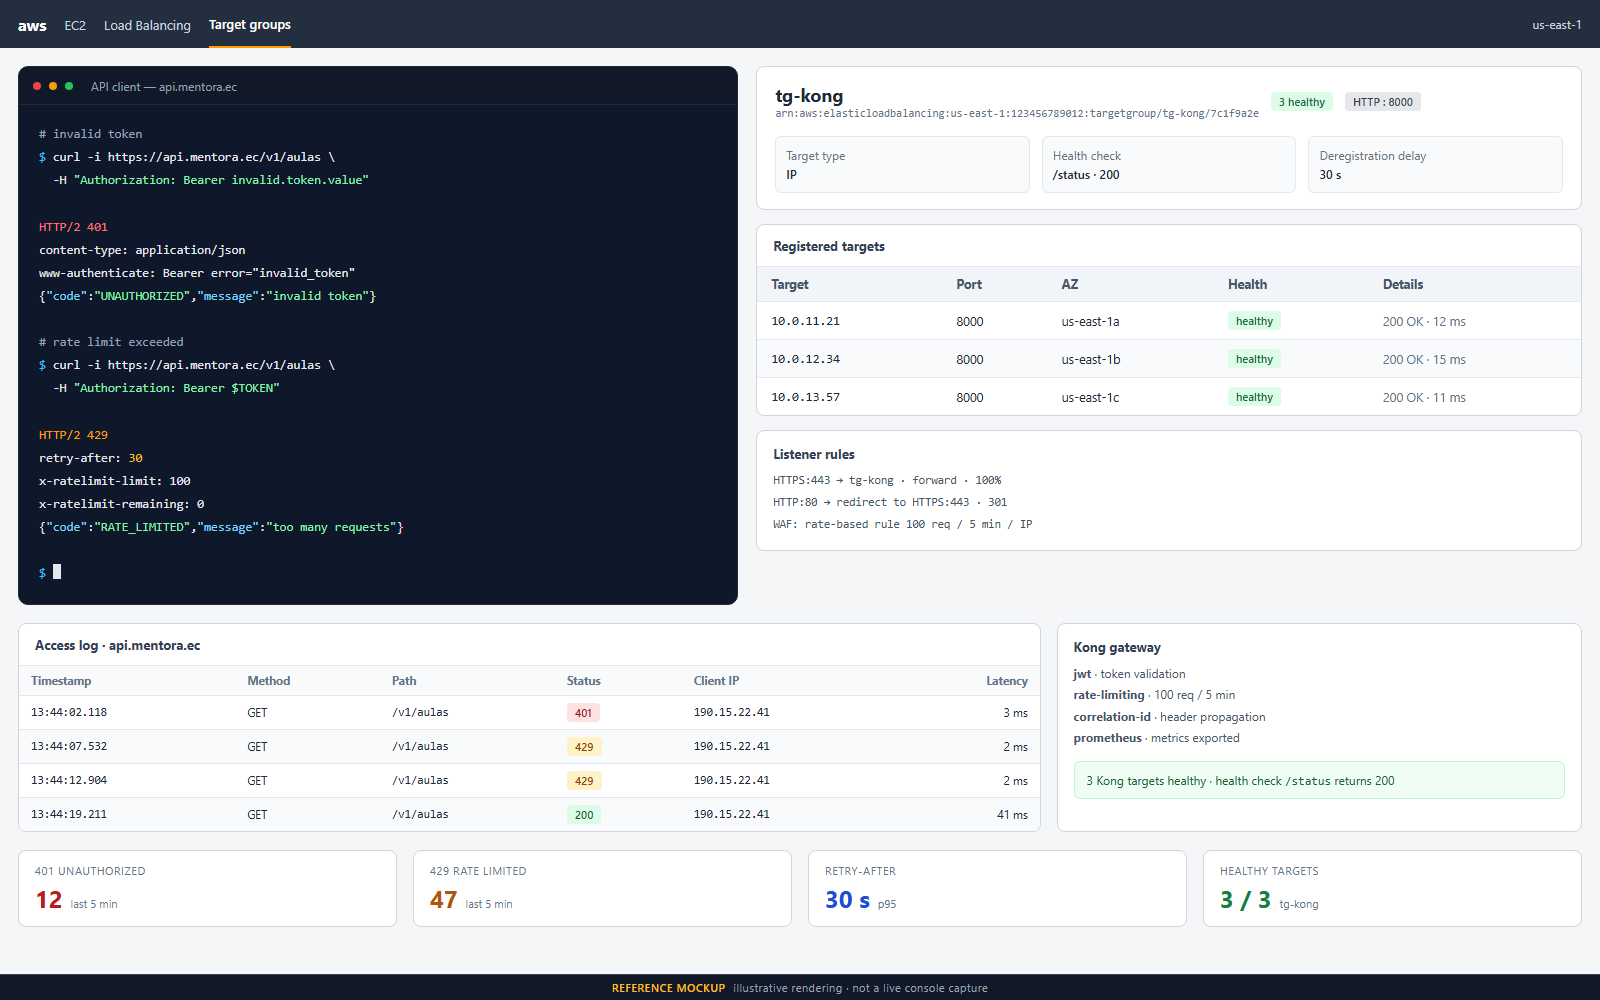 aws EC2 Load Balancing Target groups us-east-1
API client — api.mentora.ec
# invalid token
$ curl -i https://api.mentora.ec/v1/aulas \
-H "Authorization: Bearer invalid.token.value"
HTTP/2 401
content-type: application/json
www-authenticate: Bearer error="invalid_token"
{"code":"UNAUTHORIZED","message":"invalid token"}
# rate limit exceeded
$ curl -i https://api.mentora.ec/v1/aulas \
-H "Authorization: Bearer $TOKEN"
HTTP/2 429
retry-after: 30
x-ratelimit-limit: 100
x-ratelimit-remaining: 0
{"code":"RATE_LIMITED","message":"too many requests"}
$
tg-kong
arn:aws:elasticloadbalancing:us-east-1:123456789012:targetgroup/tg-kong/7c1f9a2e
3 healthy HTTP : 8000
Target type
IP
Health check
/status · 200
Deregistration delay
30 s
Registered targets
Target Port AZ Health Details
10.0.11.21 8000 us-east-1a healthy 200 OK · 12 ms
10.0.12.34 8000 us-east-1b healthy 200 OK · 15 ms
10.0.13.57 8000 us-east-1c healthy 200 OK · 11 ms
Listener rules
HTTPS:443 → tg-kong · forward · 100%
HTTP:80 → redirect to HTTPS:443 · 301
WAF: rate-based rule 100 req / 5 min / IP
Access log · api.mentora.ec
Timestamp Method Path Status Client IP Latency
13:44:02.118 GET /v1/aulas 401 190.15.22.41 3 ms
13:44:07.532 GET /v1/aulas 429 190.15.22.41 2 ms
13:44:12.904 GET /v1/aulas 429 190.15.22.41 2 ms
13:44:19.211 GET /v1/aulas 200 190.15.22.41 41 ms
Kong gateway
jwt · token validation
rate-limiting · 100 req / 5 min
correlation-id · header propagation
prometheus · metrics exported
3 Kong targets healthy · health check /status returns 200
401 UNAUTHORIZED
12 last 5 min
429 RATE LIMITED
47 last 5 min
RETRY-AFTER
30 s p95
HEALTHY TARGETS
3 / 3 tg-kong
REFERENCE MOCKUP illustrative rendering · not a live console capture